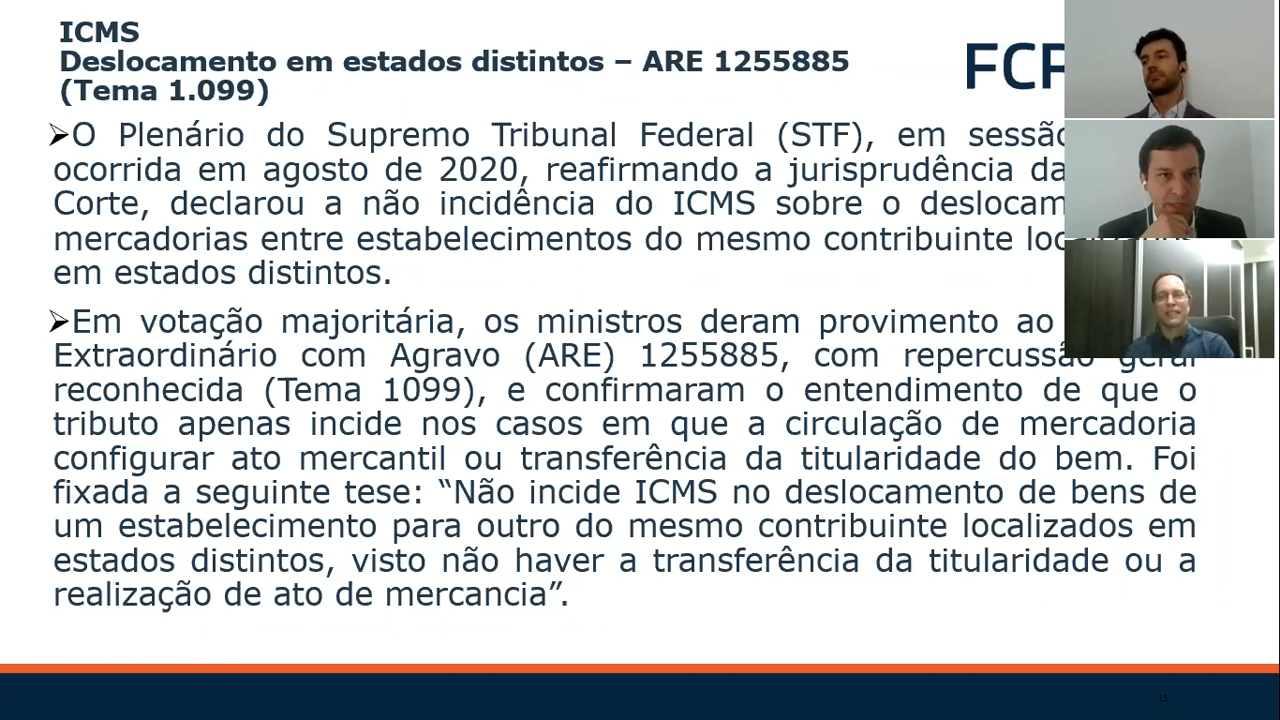 ICMS
Deslocamento em estados distintos – ARE 1255885
(Tema 1.099)
FCP
➢O Plenário do Supremo Tribunal Federal (STF), em sessão
ocorrida em agosto de 2020, reafirmando a jurisprudência da
Corte, declarou a não incidência do ICMS sobre o
mercadorias entre estabelecimentos do mesmo contribuinte localizados
em estados distintos.
➢Em votação majoritária, os ministros deram provimento ao
Extraordinário com Agravo (ARE) 1255885, com repercussão geral
reconhecida (Tema 1099), e confirmaram o entendimento de que o
tributo apenas incide nos casos em que a circulação de mercadoria
configurar ato mercantil ou transferência da titularidade do bem. Foi
fixada a seguinte tese: “Não incide ICMS no deslocamento de bens de
um estabelecimento para outro do mesmo contribuinte localizados em
estados distintos, visto não haver a transferência da titularidade ou a
realização de ato de mercancia”.
15